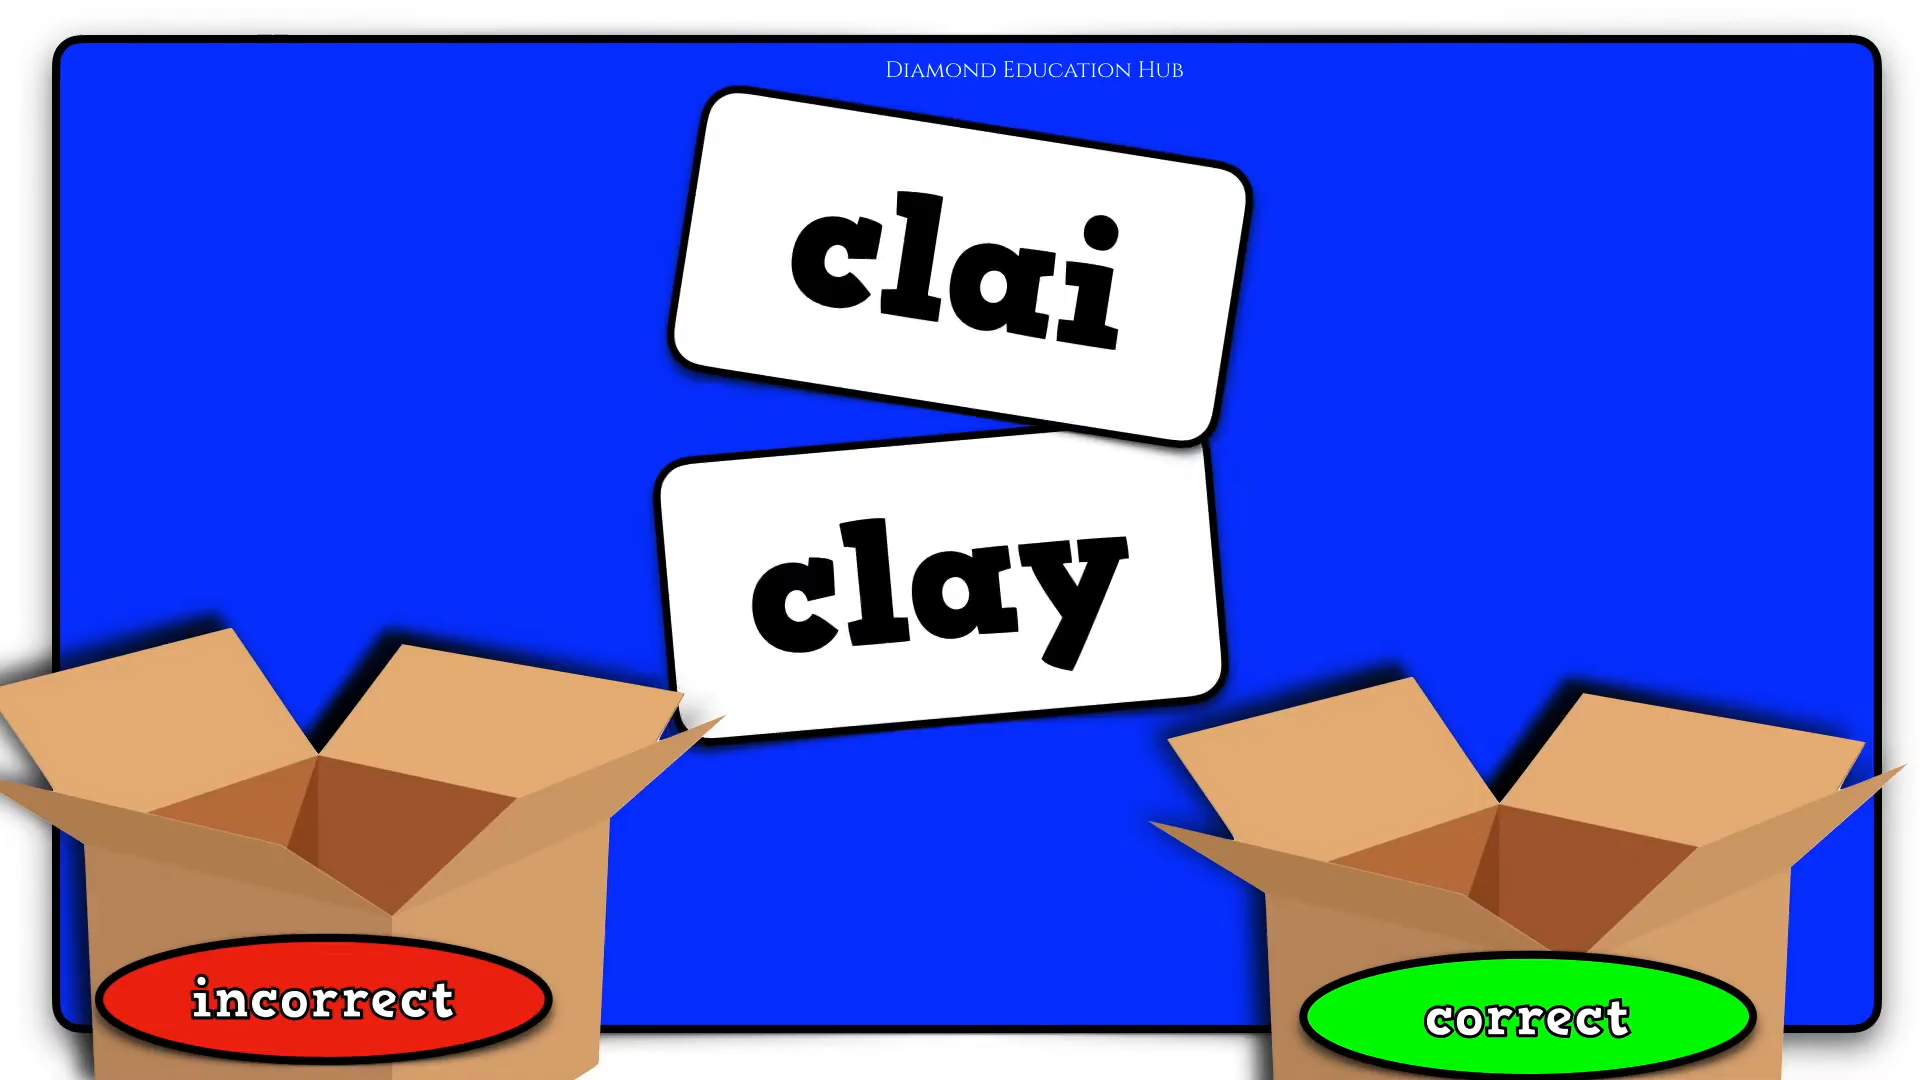 Diamond Education Hub
clai
clay
incorrect
correct